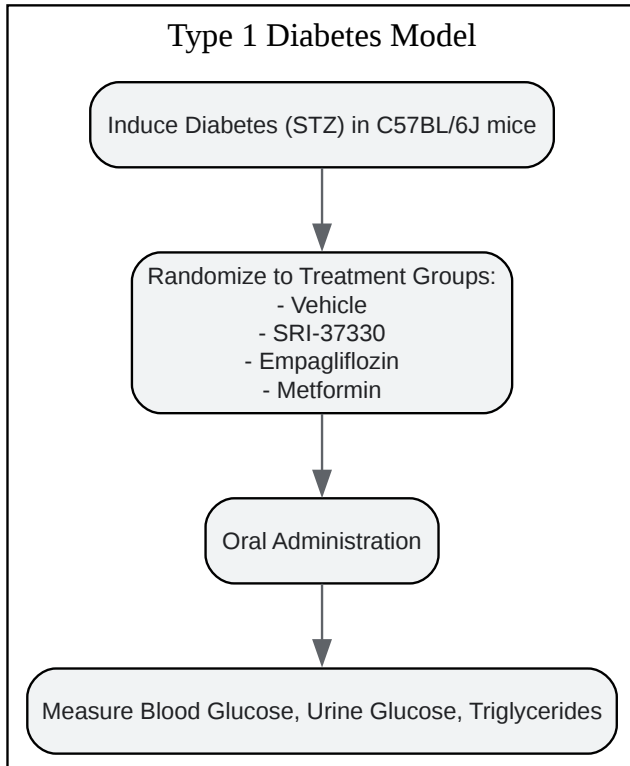 Type 1 Diabetes Model
Induce Diabetes (STZ) in C57BL/6J mice
Randomize to Treatment Groups:
- Vehicle
- SRI-37330
- Empagliflozin
- Metformin
Oral Administration
Measure Blood Glucose, Urine Glucose, Triglycerides